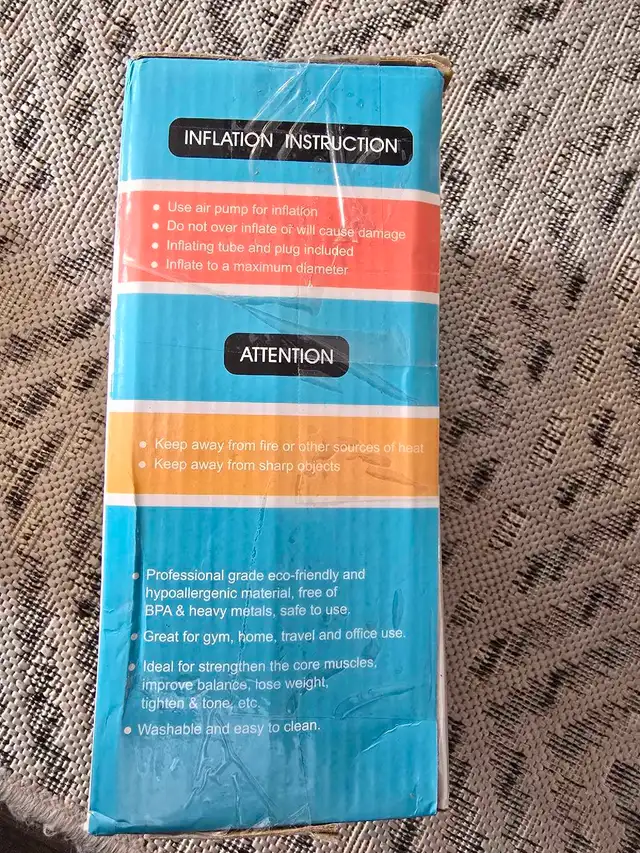 INFLATION INSTRUCTION
• Use air pump for inflation
• Do not over inflate or will cause damage
• Inflating tube and plug included
• Inflate to a maximum diameter
ATTENTION
• Keep away from fire or other sources of heat
• Keep away from sharp objects
• Professional grade eco-friendly and
hypoallergenic material, free of
BPA & heavy metals, safe to use.
• Great for gym, home, travel and office use.
• Ideal for strengthen the core muscles,
improve balance, lose weight,
tighten & tone, etc.
• Washable and easy to clean.